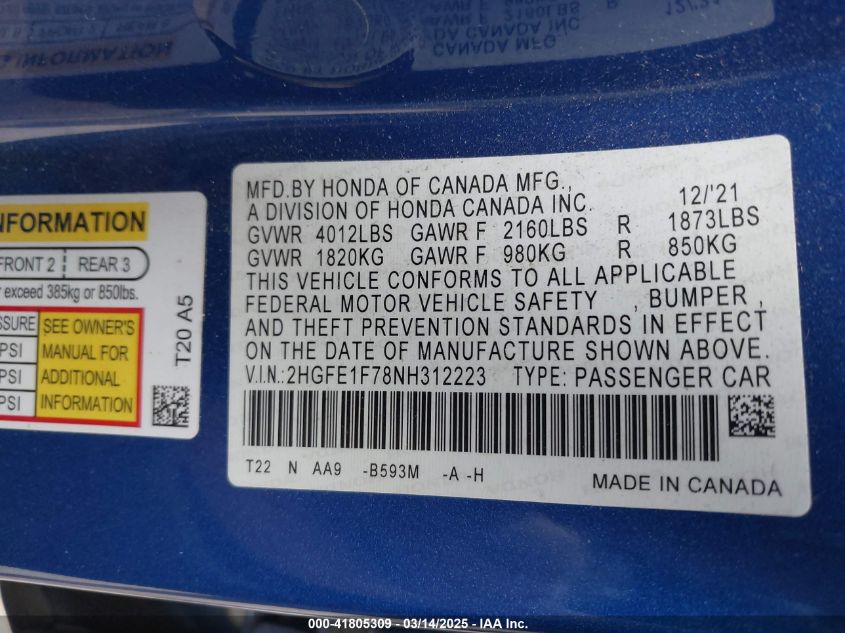 MFD.BY HONDA OF CANADA MFG.,
A DIVISION OF HONDA CANADA INC. 12/'21
GVWR 4012LBS GAWR F 2160LBS R 1873LBS
GVWR 1820KG GAWR F 980KG R 850KG
THIS VEHICLE CONFORMS TO ALL APPLICABLE
FEDERAL MOTOR VEHICLE SAFETY , BUMPER ,
AND THEFT PREVENTION STANDARDS IN EFFECT
ON THE DATE OF MANUFACTURE SHOWN ABOVE.
V.I.N.:2HGFE1F78NH312223 TYPE: PASSENGER CAR
T22 N AA9 -B593M -A -H
MADE IN CANADA
NFORMATION
FRONT 2 REAR 3
exceed 385kg or 850lbs.
SSURE SEE OWNER'S
PSI MANUAL FOR
PSI ADDITIONAL
PSI INFORMATION
T20 A5
000-41805309 - 03/14/2025 - IAA Inc.